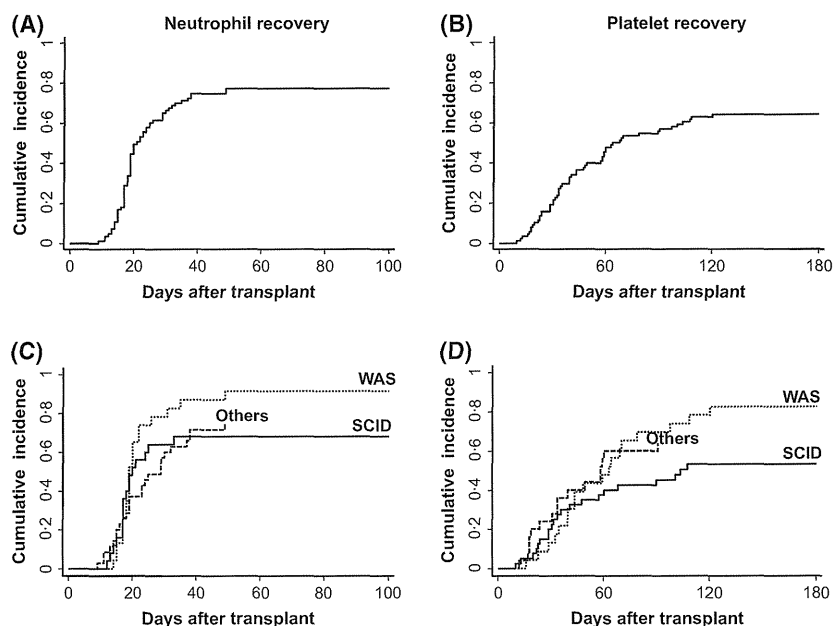 (A) Neutrophil recovery
Cumulative incidence
1
0·8
0·6
0·4
0·2
0
0 20 40 60 80 100
Days after transplant
(B) Platelet recovery
Cumulative incidence
1
0·8
0·6
0·4
0·2
0
0 60 120 180
Days after transplant
(C)
Cumulative incidence
1
0·8
0·6
0·4
0·2
0
WAS
Others
SCID
0 20 40 60 80 100
Days after transplant
(D)
Cumulative incidence
1
0·8
0·6
0·4
0·2
0
WAS
Others
SCID
0 60 120 180
Days after transplant